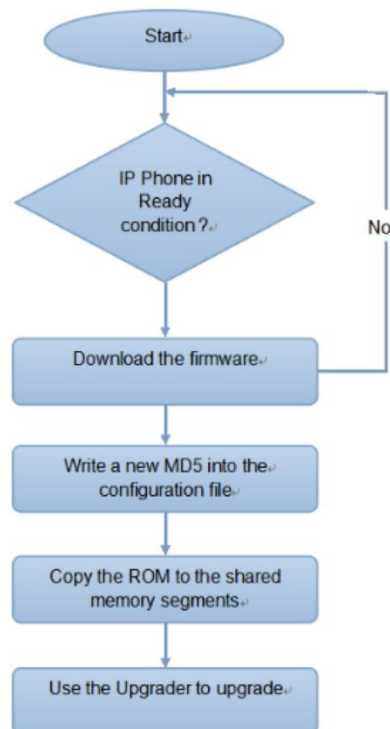 Start
IP Phone in
Ready
condition ?
No
Download the firmware
Write a new MD5 into the
configuration file
Copy the ROM to the shared
memory segments
Use the Upgrader to upgrade